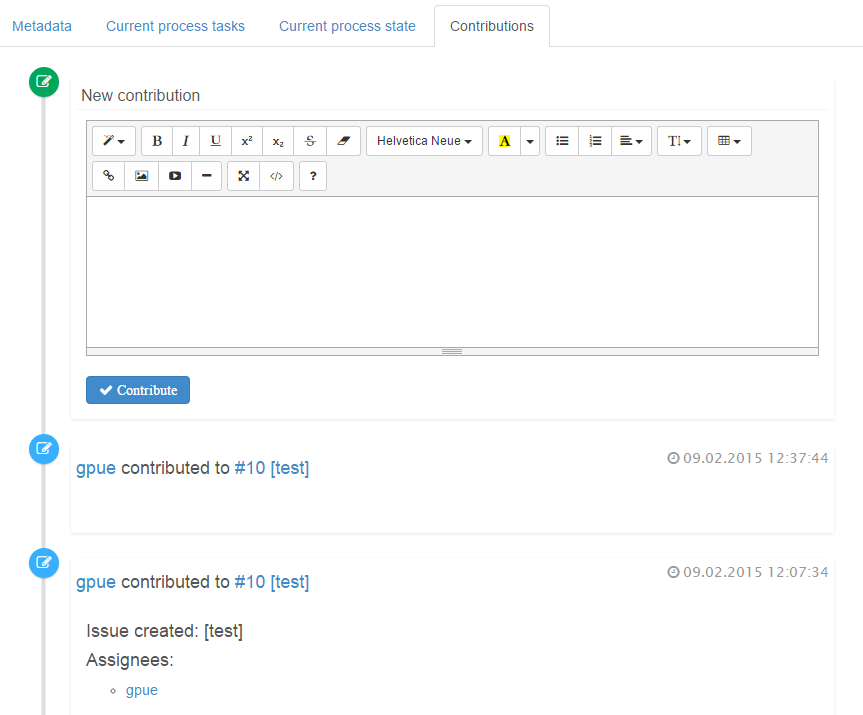 Metadata Current process tasks Current process state Contributions
New contribution
B I U x² x₂ S Helvetica Neue A T!
</> ?
Contribute
gpue contributed to #10 [test] 09.02.2015 12:37:44
gpue contributed to #10 [test] 09.02.2015 12:07:34
Issue created: [test]
Assignees:
gpue